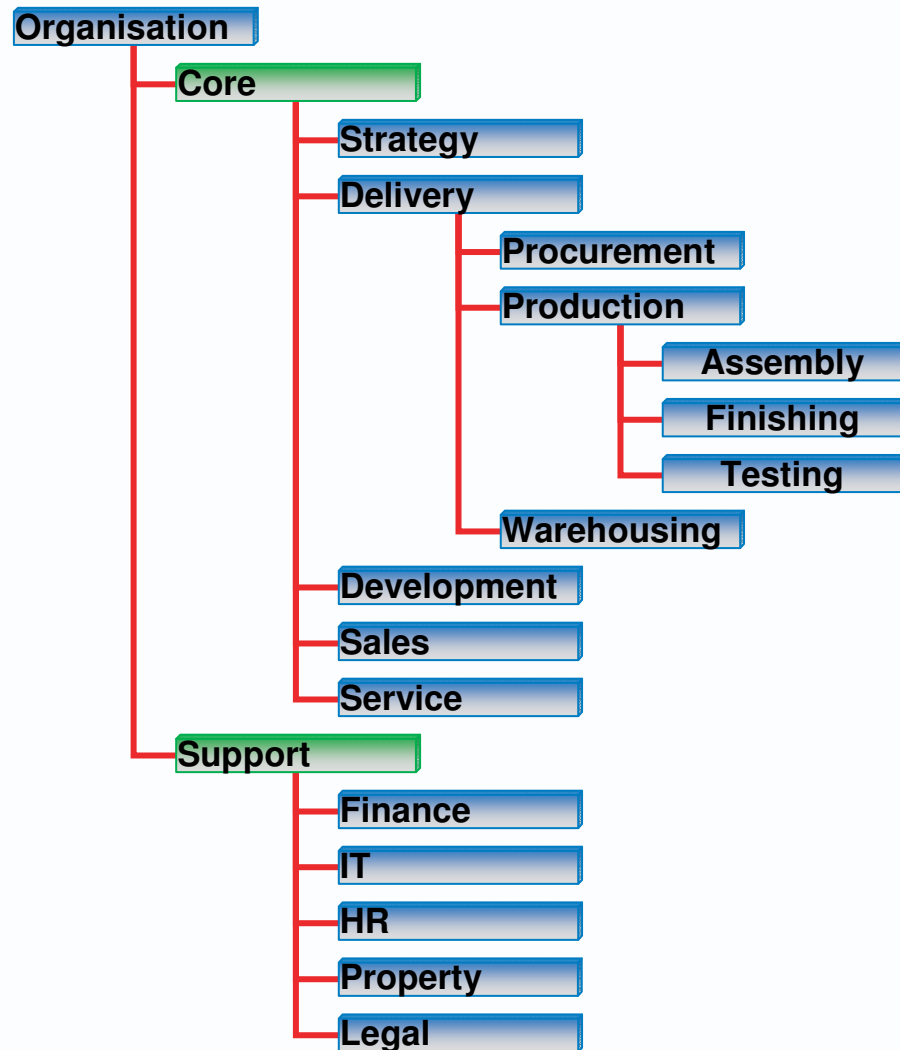 Organisation
Core
Strategy
Delivery
Procurement
Production
Assembly
Finishing
Testing
Warehousing
Development
Sales
Service
Support
Finance
IT
HR
Property
Legal